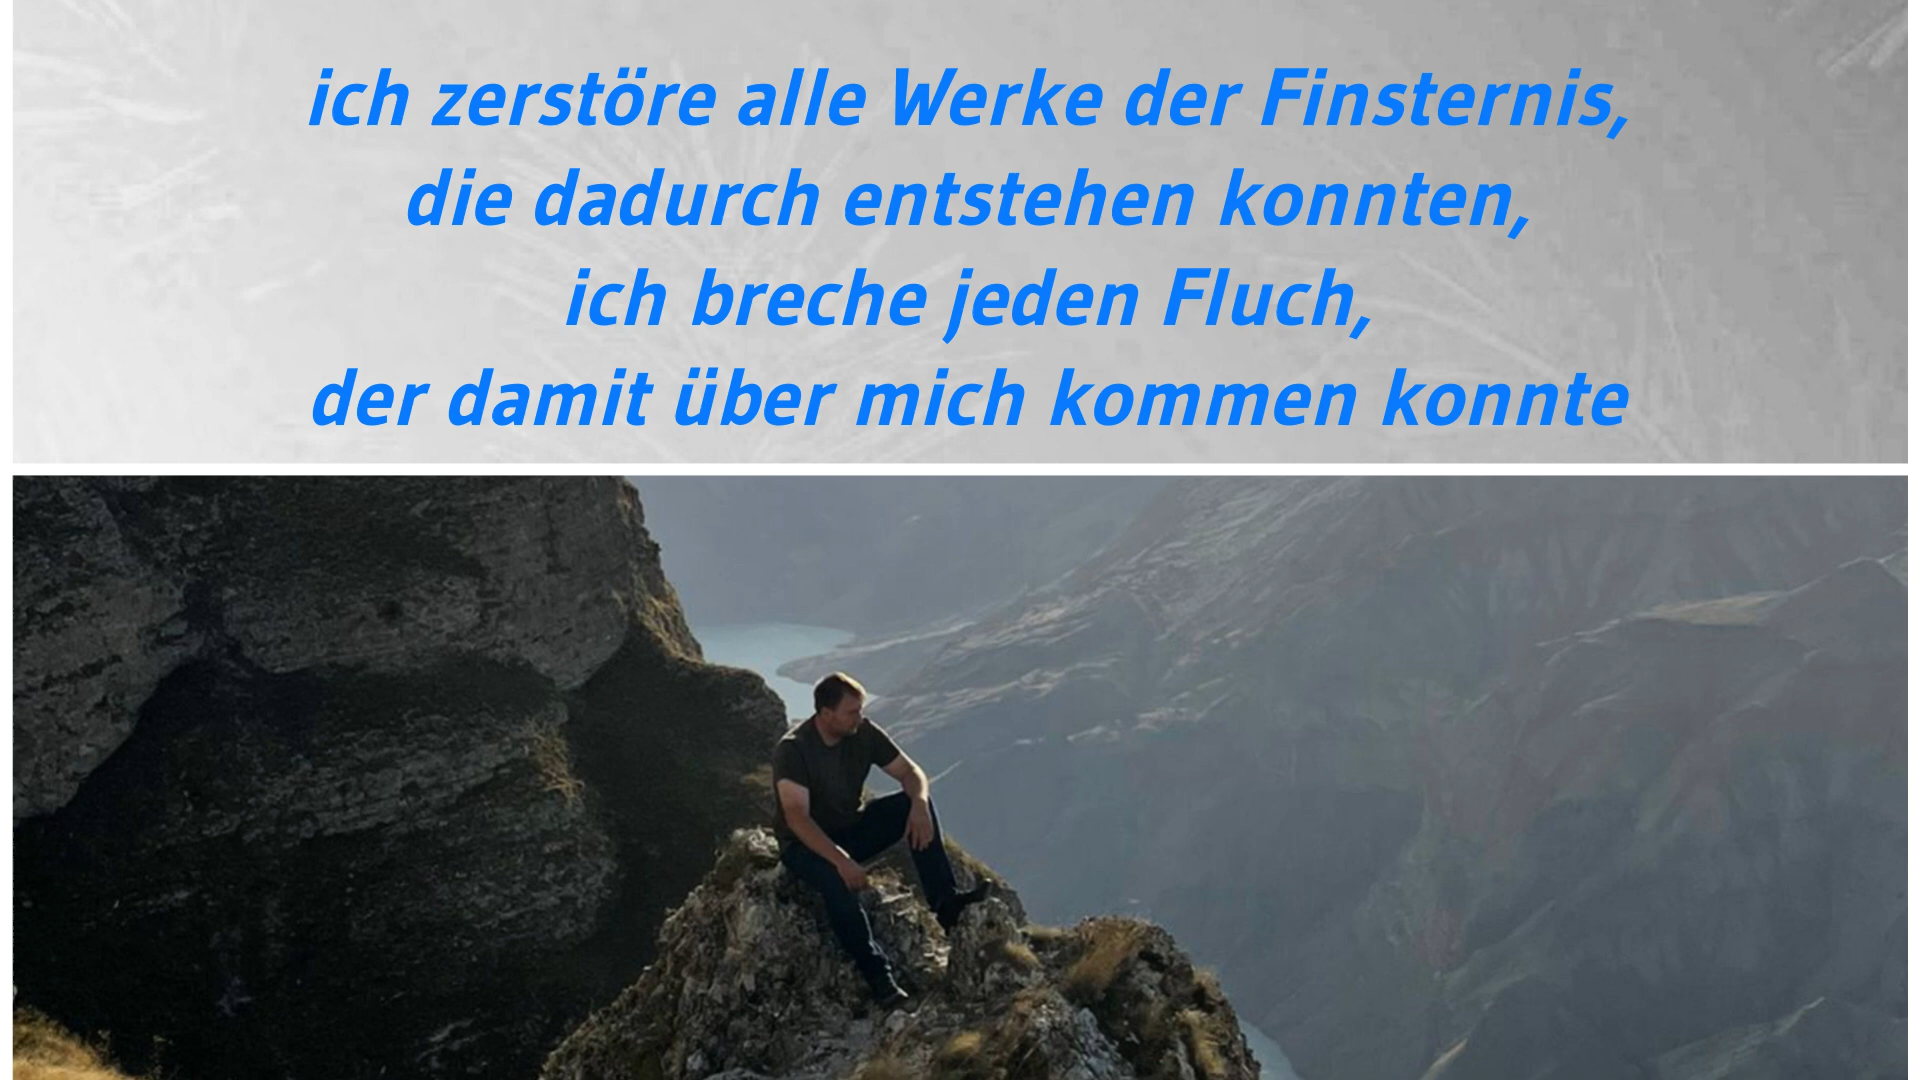 ich zerstöre alle Werke der Finsternis,
die dadurch entstehen konnten,
ich breche jeden Fluch,
der damit über mich kommen konnte